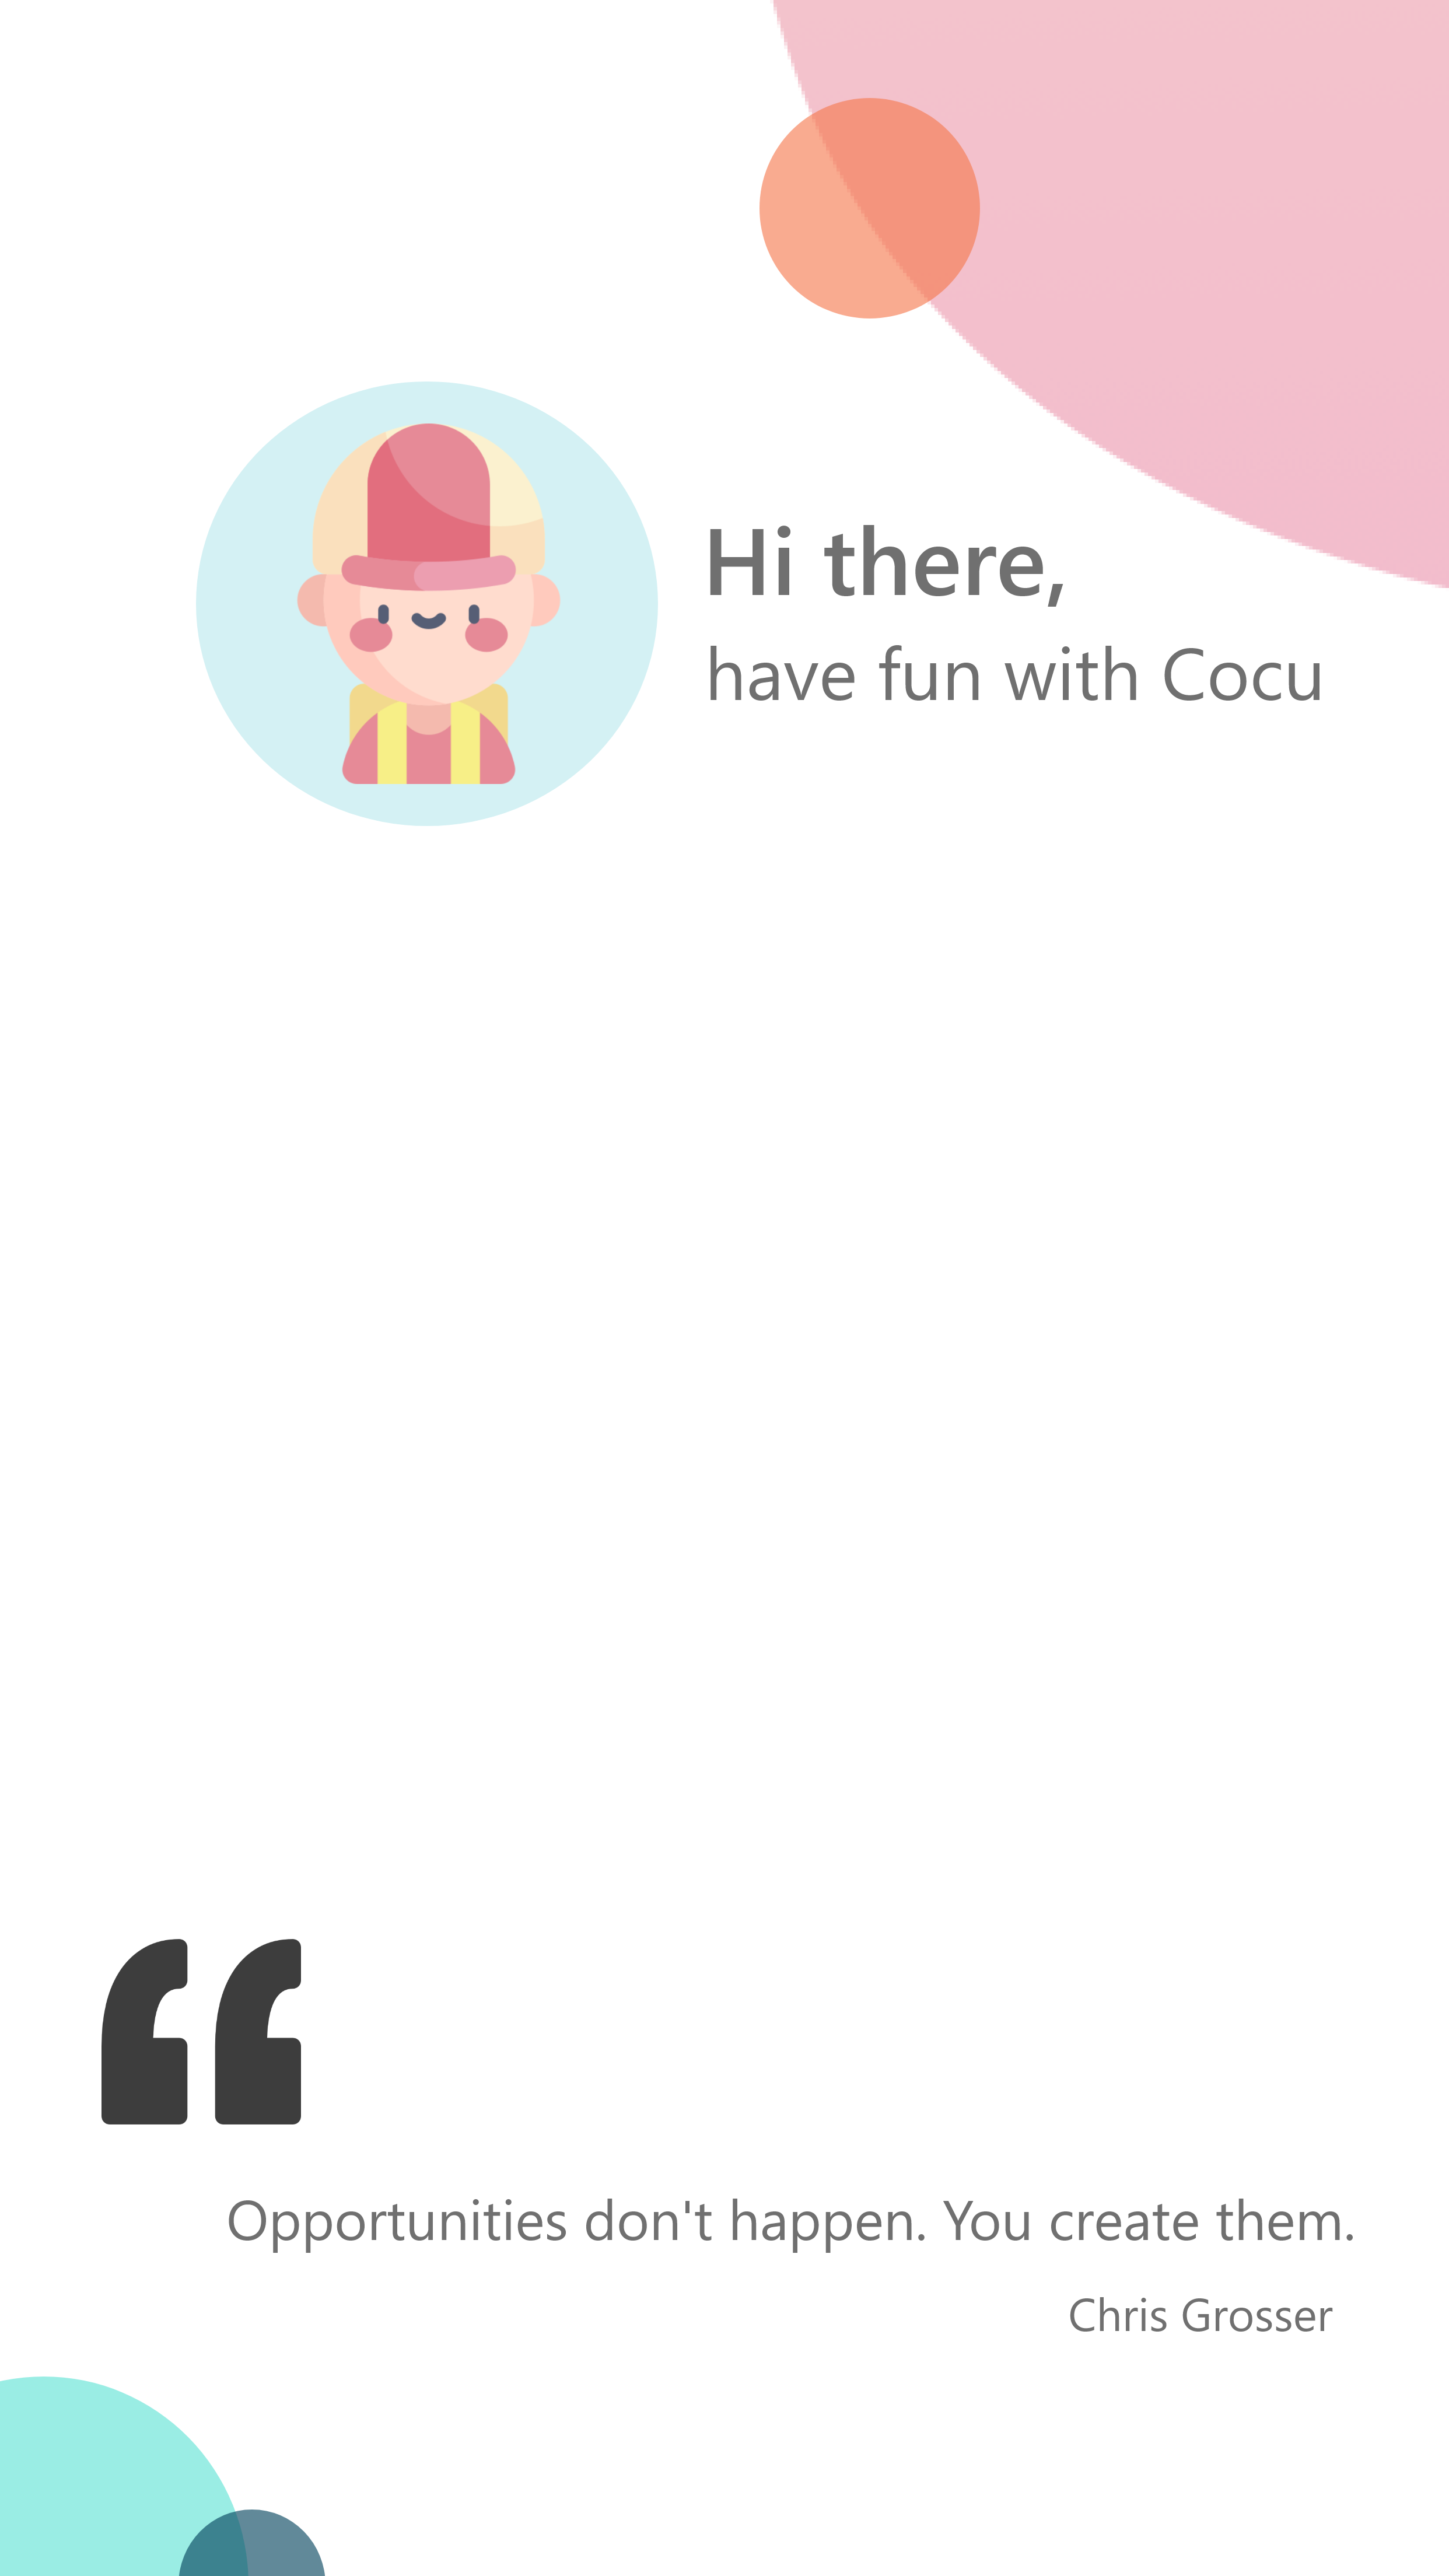 Hi there,
have fun with Cocu
“
Opportunities don't happen. You create them.
Chris Grosser